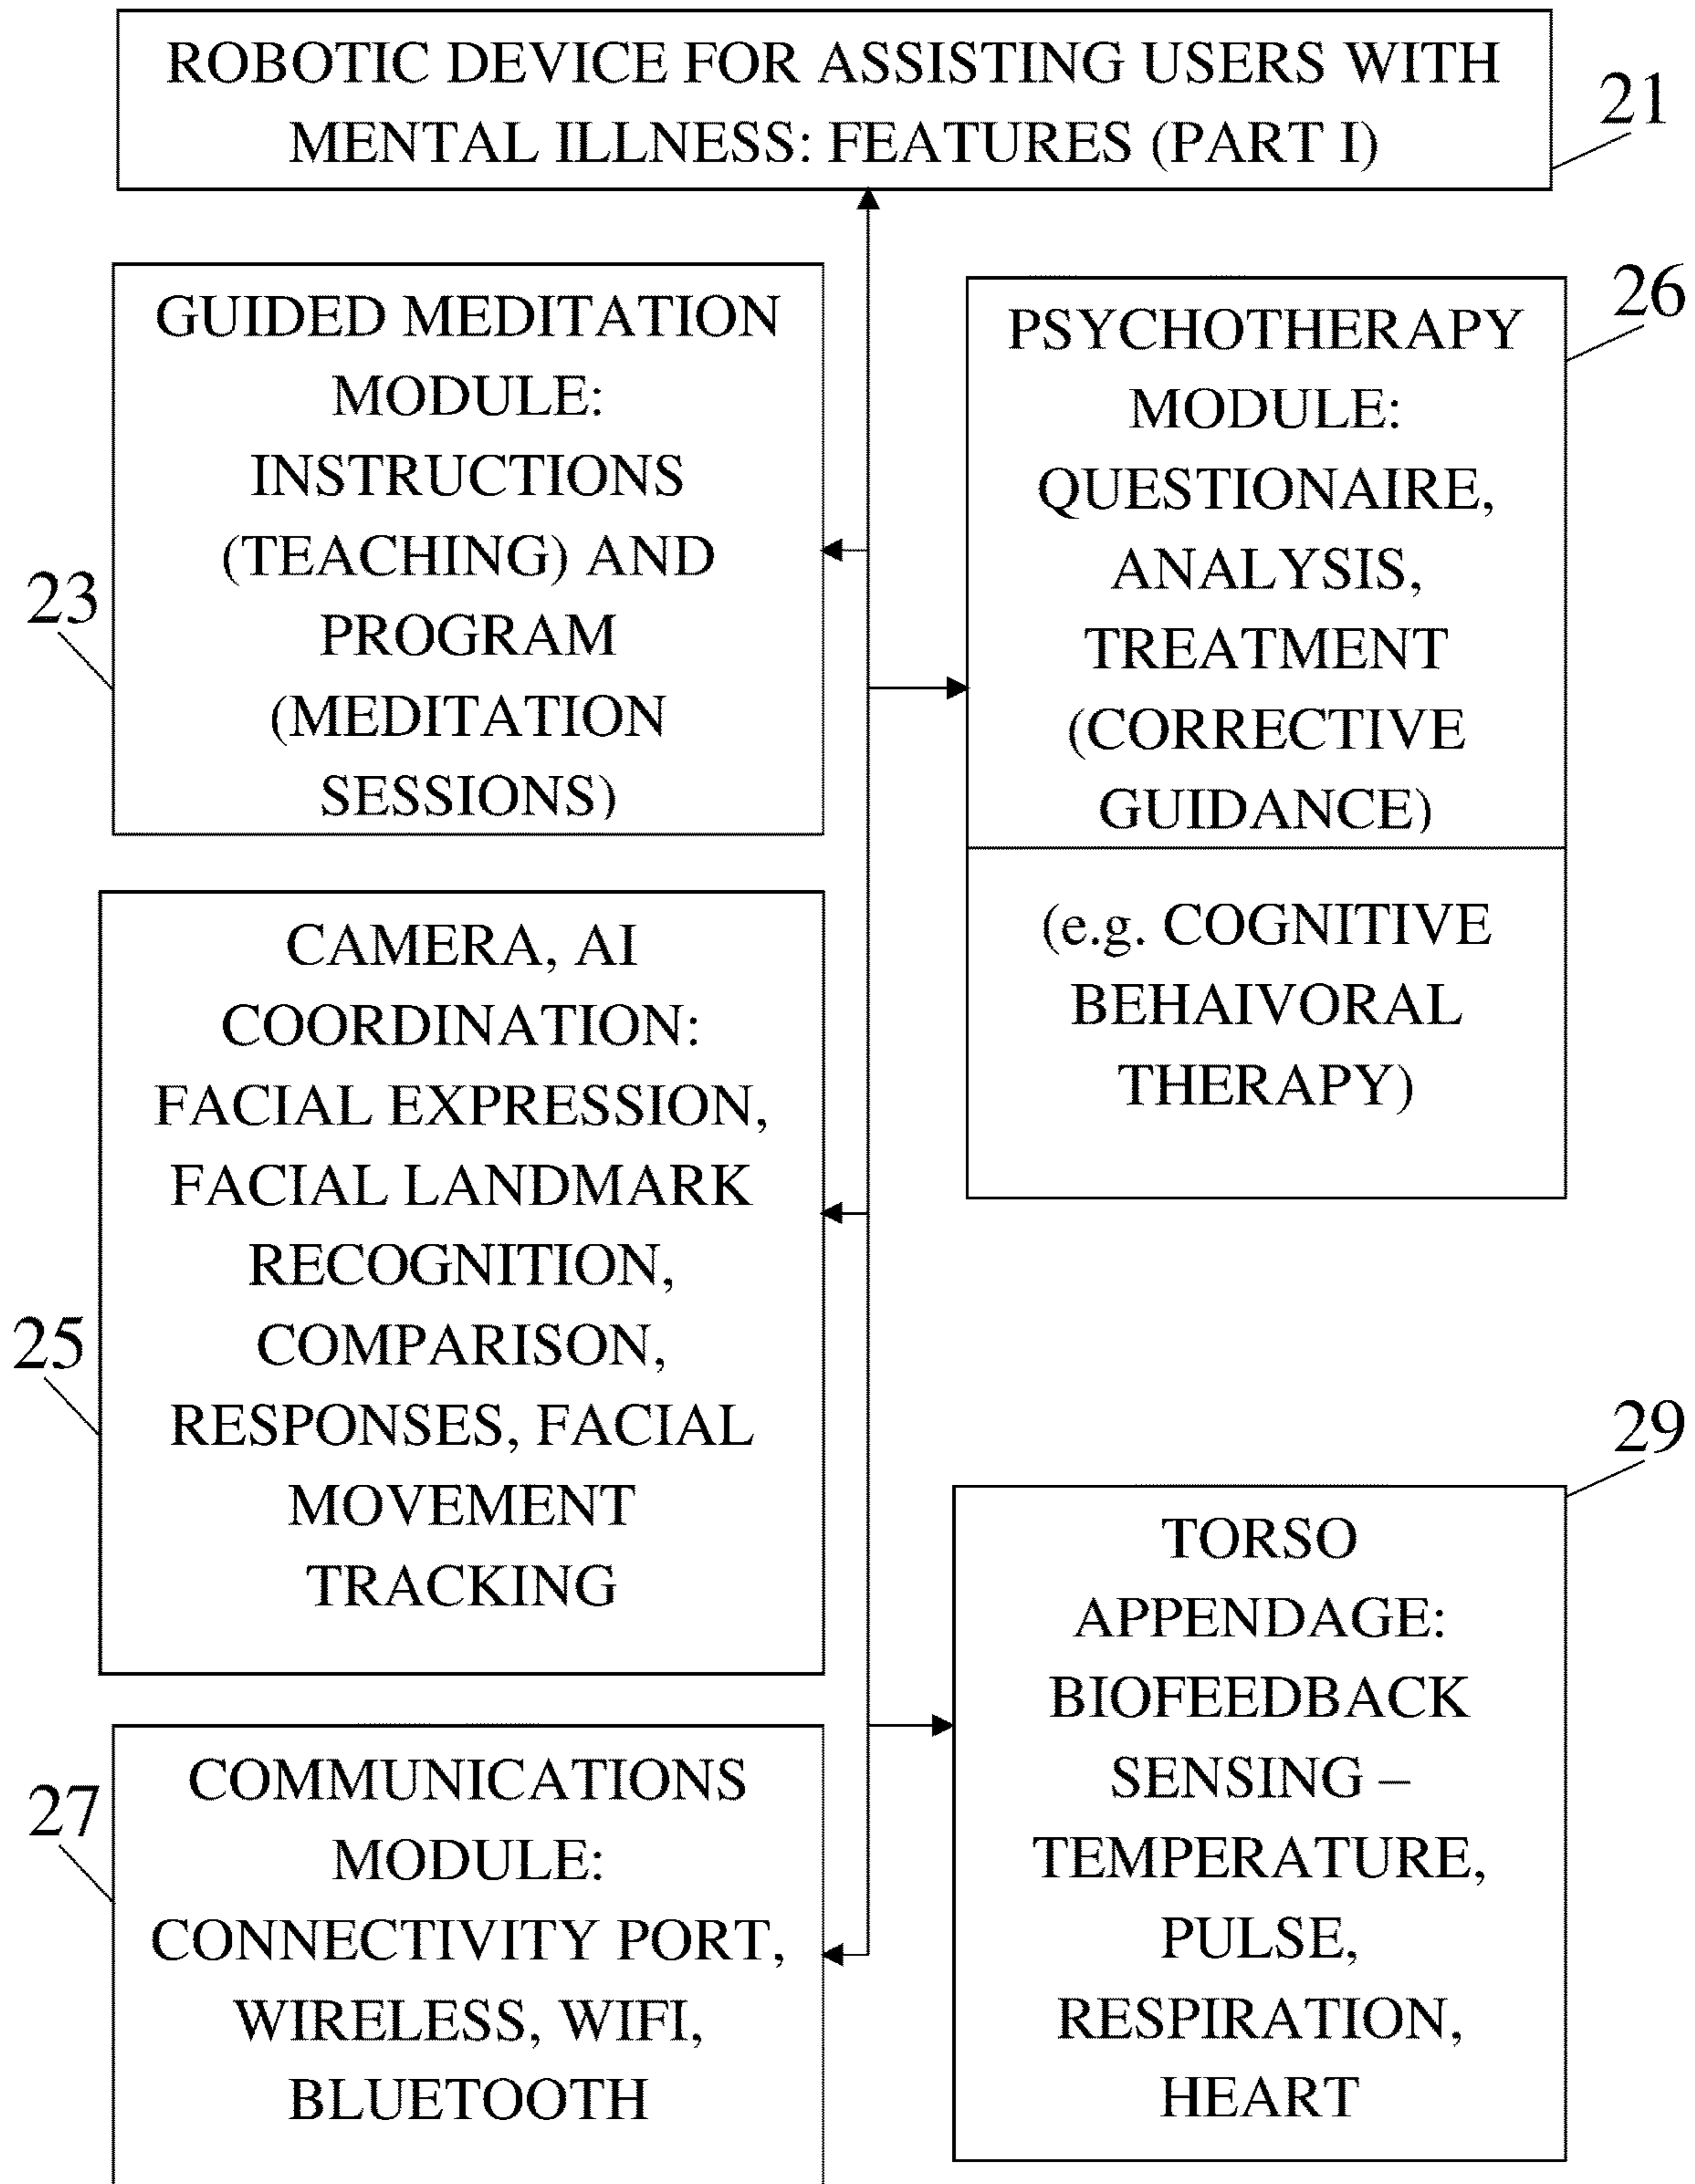 ROBOTIC DEVICE FOR ASSISTING USERS WITH
MENTAL ILLNESS: FEATURES (PART I)
21
GUIDED MEDITATION
MODULE:
INSTRUCTIONS
(TEACHING) AND
PROGRAM
(MEDITATION
SESSIONS)
23
26
PSYCHOTHERAPY
MODULE:
QUESTIONAIRE,
ANALYSIS,
TREATMENT
(CORRECTIVE
GUIDANCE)
(e.g. COGNITIVE
BEHAIVORAL
THERAPY)
CAMERA, AI
COORDINATION:
FACIAL EXPRESSION,
FACIAL LANDMARK
RECOGNITION,
COMPARISON,
RESPONSES, FACIAL
MOVEMENT
TRACKING
25
29
TORSO
APPENDAGE:
BIOFEEDBACK
SENSING –
TEMPERATURE,
PULSE,
RESPIRATION,
HEART
COMMUNICATIONS
MODULE:
CONNECTIVITY PORT,
WIRELESS, WIFI,
BLUETOOTH
27